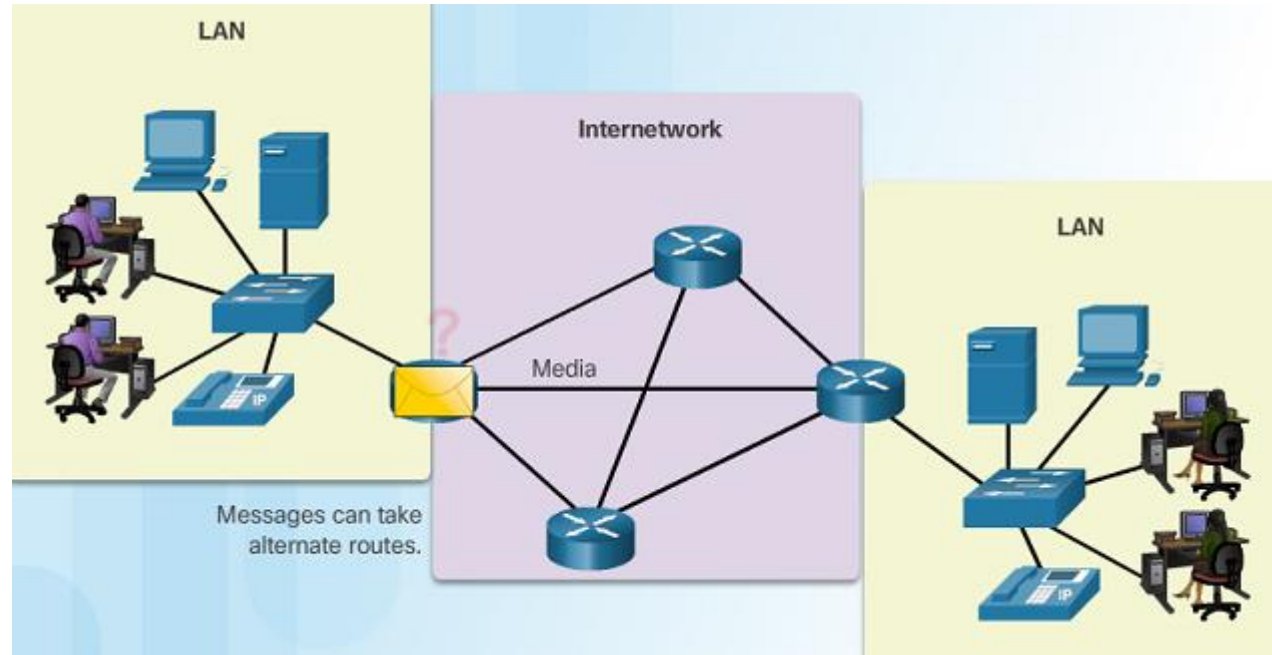 LAN
Internetwork
LAN
?
Media
IP
Messages can take
alternate routes.
IP